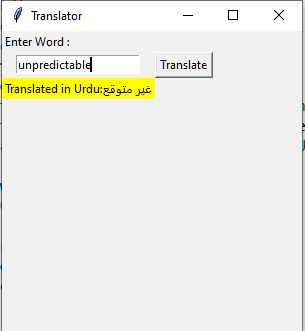 Translator
Enter Word :
unpredictable Translate
Translated in Urdu:غیر متوقع